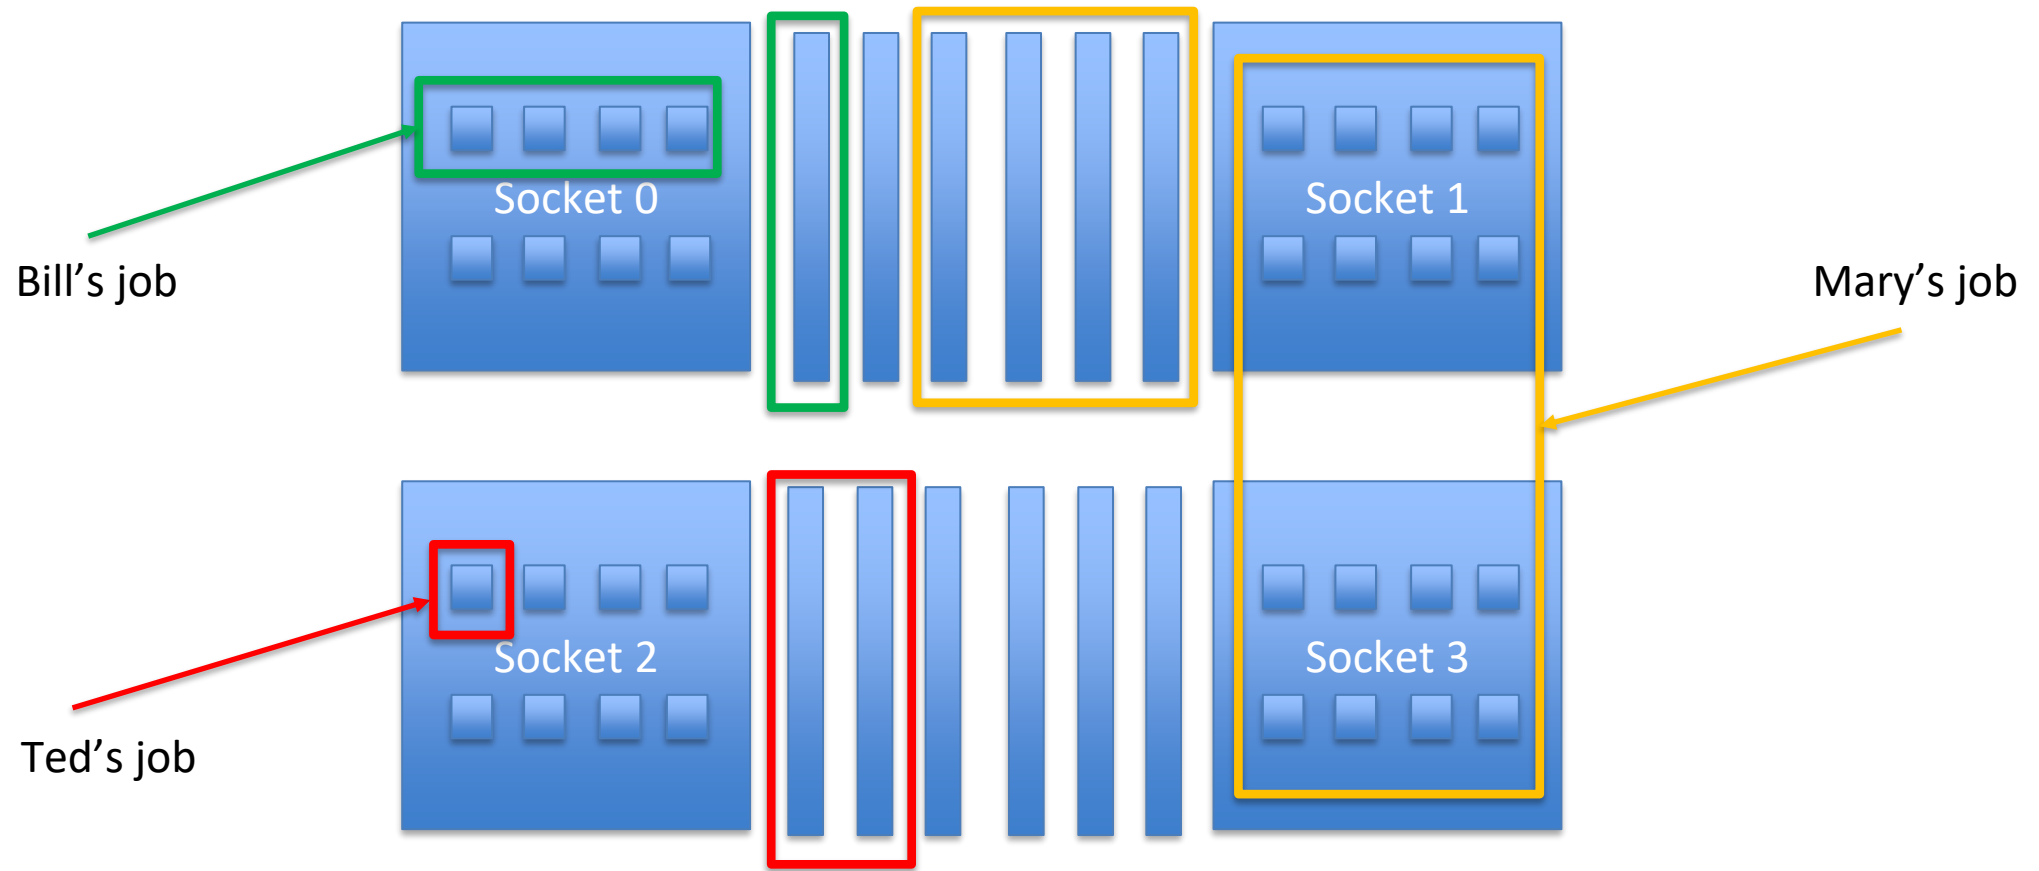 Socket 0
Socket 1
Bill’s job
Mary’s job
Socket 2
Socket 3
Ted’s job